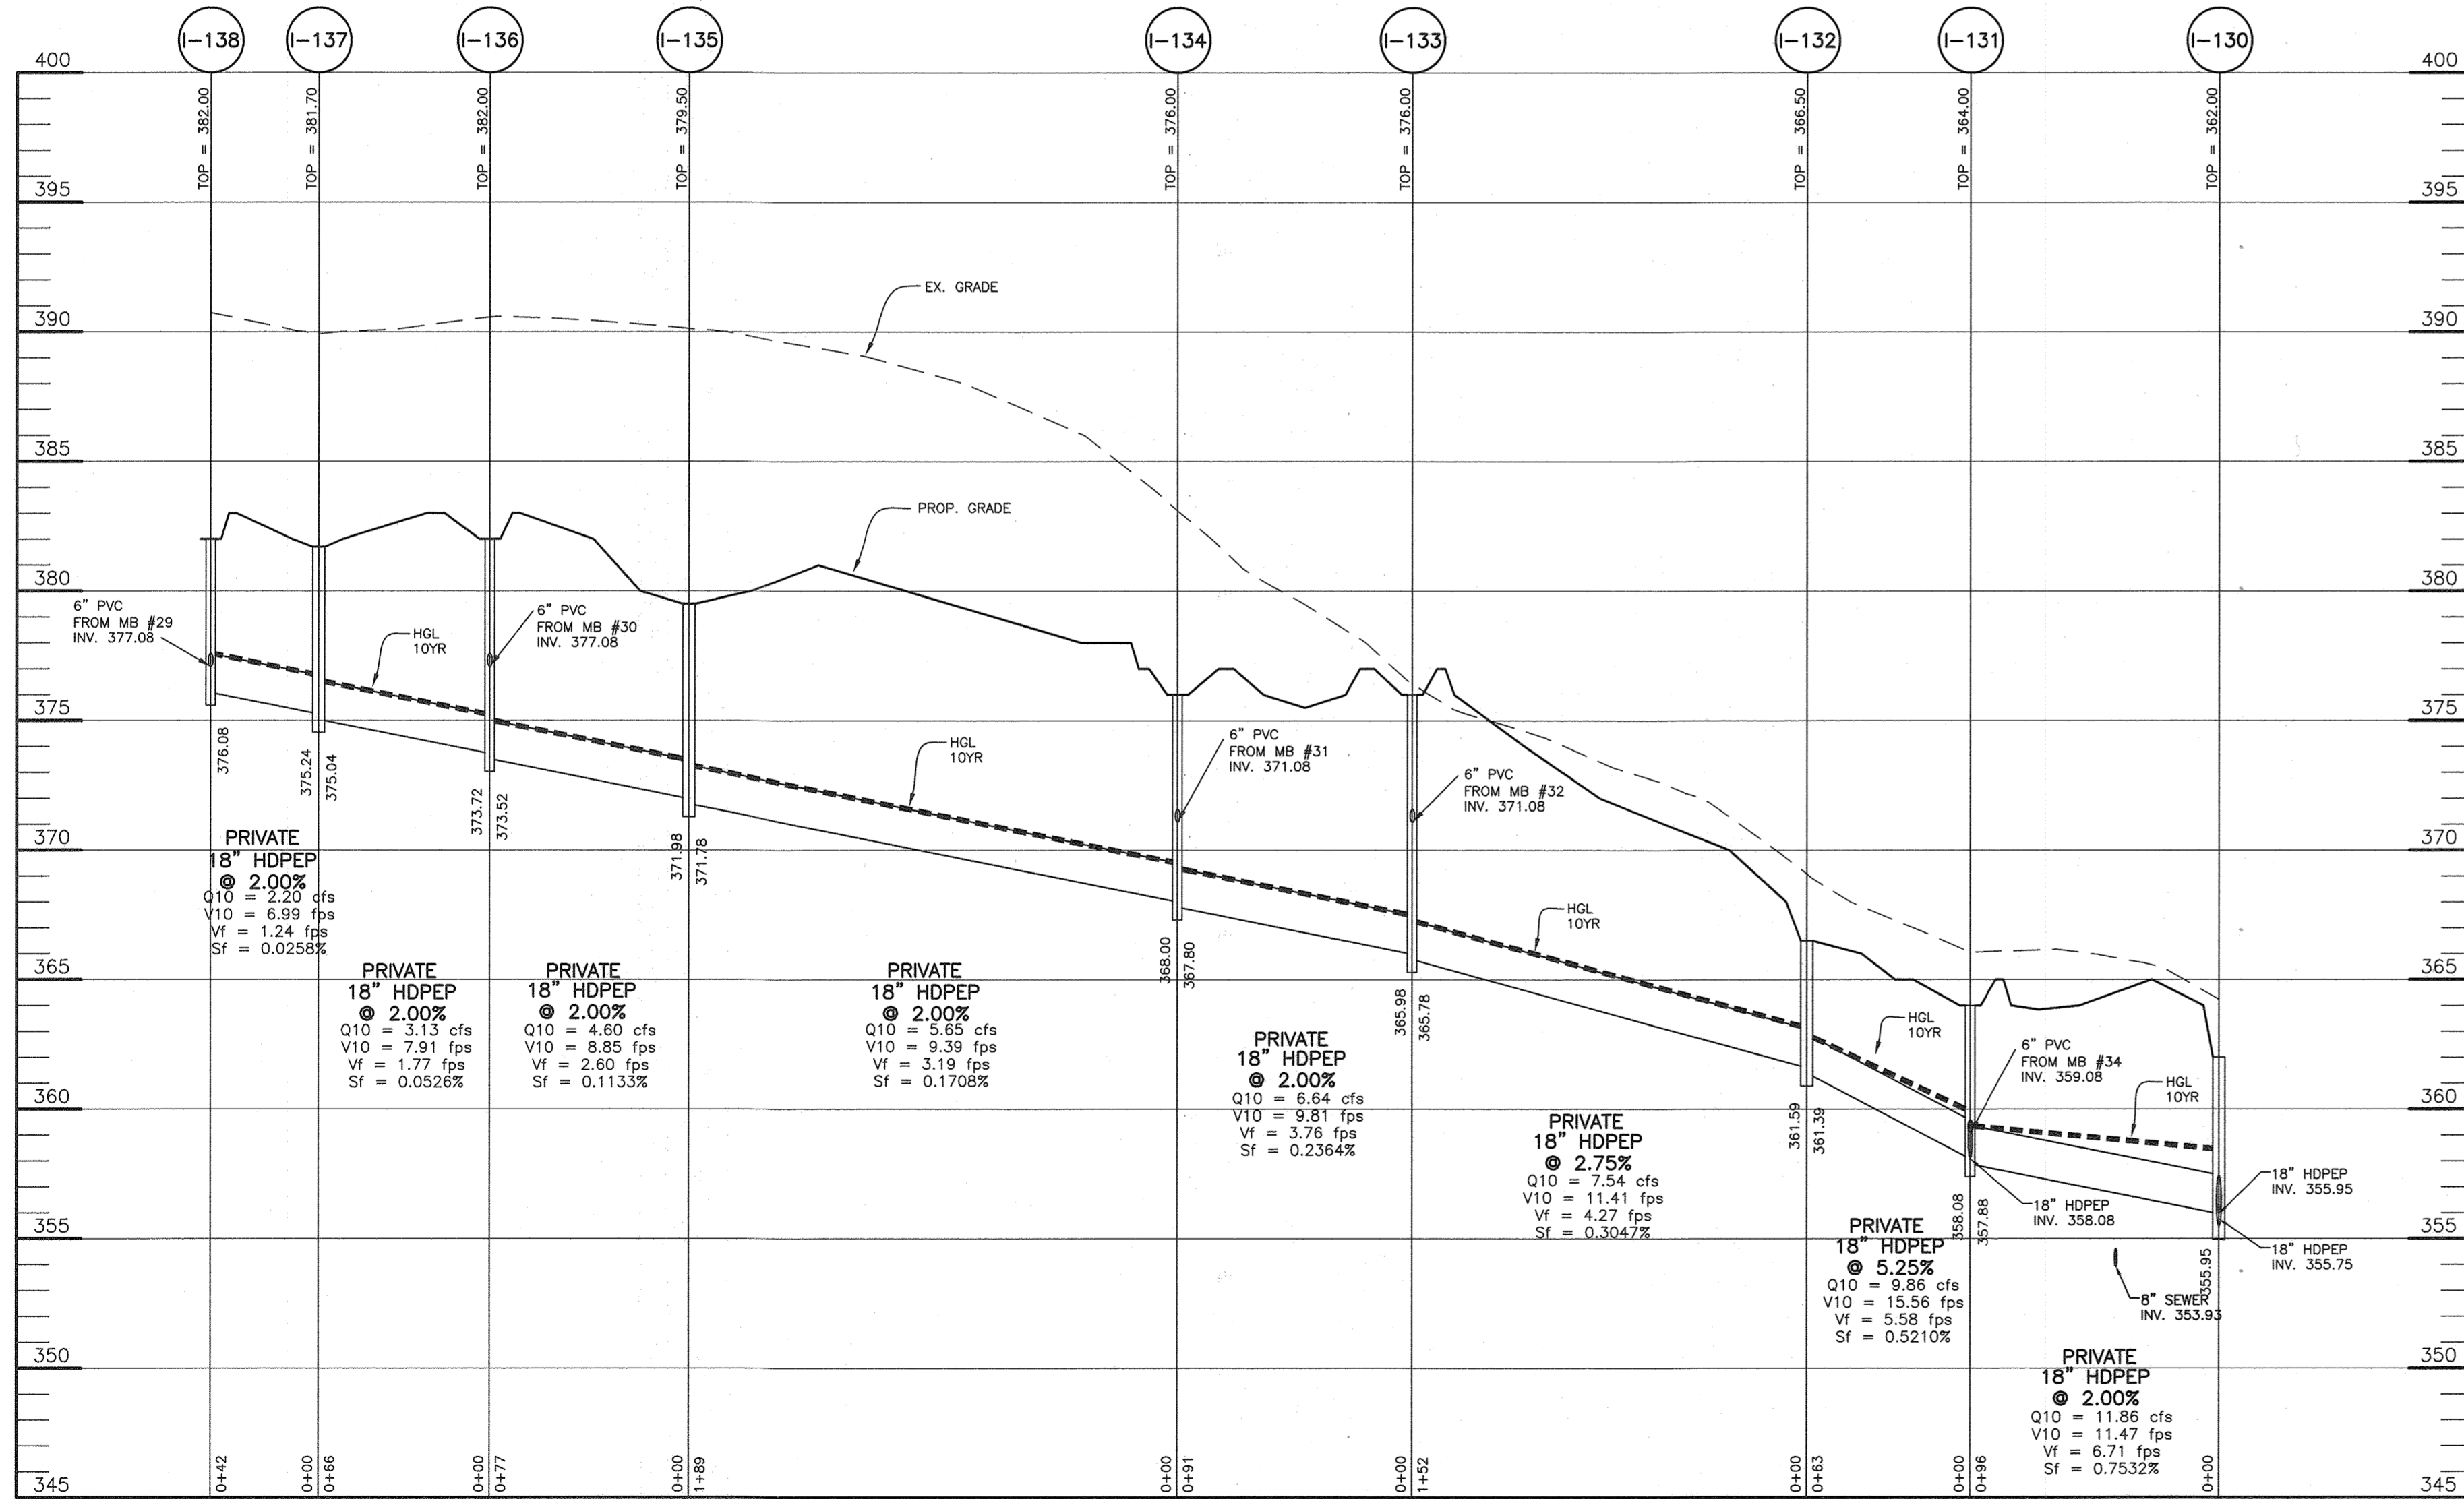 I-138
I-137
I-136
I-135
I-134
I-133
I-132
I-131
I-130
400
400
TOP = 382.00
TOP = 381.70
TOP = 382.00
TOP = 379.50
TOP = 376.00
TOP = 376.00
TOP = 366.50
TOP = 364.00
TOP = 362.00
395
395
EX. GRADE
390
390
385
385
PROP. GRADE
380
380
6" PVC
FROM MB #29
INV. 377.08
HGL
10YR
6" PVC
FROM MB #30
INV. 377.08
375
375
376.08
375.24
375.04
373.72
373.52
HGL
10YR
6" PVC
FROM MB #31
INV. 371.08
6" PVC
FROM MB #32
INV. 371.08
370
370
371.98
371.78
PRIVATE
18" HDPEP
@ 2.00%
Q10 = 2.20 cfs
V10 = 6.99 fps
Vf = 1.24 fps
Sf = 0.0258%
368.00
367.80
HGL
10YR
365
365
PRIVATE
18" HDPEP
@ 2.00%
Q10 = 3.13 cfs
V10 = 7.91 fps
Vf = 1.77 fps
Sf = 0.0526%
PRIVATE
18" HDPEP
@ 2.00%
Q10 = 4.60 cfs
V10 = 8.85 fps
Vf = 2.60 fps
Sf = 0.1133%
PRIVATE
18" HDPEP
@ 2.00%
Q10 = 5.65 cfs
V10 = 9.39 fps
Vf = 3.19 fps
Sf = 0.1708%
365.98
365.78
HGL
10YR
PRIVATE
18" HDPEP
@ 2.00%
Q10 = 6.64 cfs
V10 = 9.81 fps
Vf = 3.76 fps
Sf = 0.2364%
6" PVC
FROM MB #34
INV. 359.08
HGL
10YR
360
360
361.59
361.39
PRIVATE
18" HDPEP
@ 2.75%
Q10 = 7.54 cfs
V10 = 11.41 fps
Vf = 4.27 fps
Sf = 0.3047%
18" HDPEP
INV. 355.95
18" HDPEP
INV. 358.08
358.08
357.88
355
355
PRIVATE
18" HDPEP
@ 5.25%
Q10 = 9.86 cfs
V10 = 15.56 fps
Vf = 5.58 fps
Sf = 0.5210%
18" HDPEP
INV. 355.75
355.95
8" SEWER
INV. 353.93
350
350
PRIVATE
18" HDPEP
@ 2.00%
Q10 = 11.86 cfs
V10 = 11.47 fps
Vf = 6.71 fps
Sf = 0.7532%
345
345
0+42
0+00
0+66
0+00
0+77
0+00
1+89
0+00
0+91
0+00
1+52
0+00
0+63
0+00
0+96
0+00